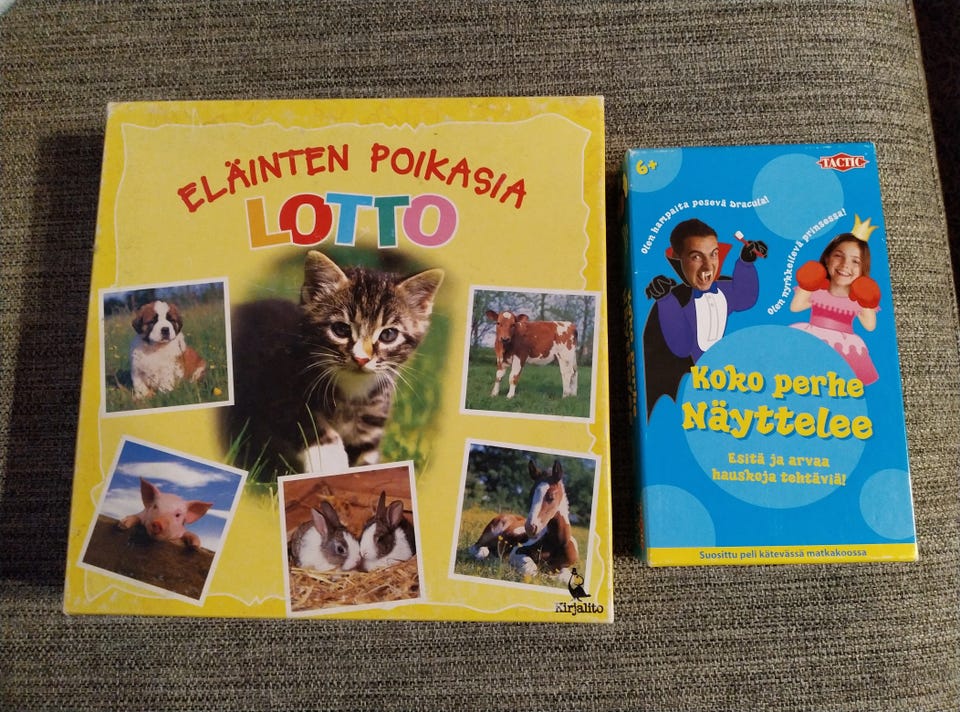 ELÄINTEN POIKASIA
LOTTO
Kirjalito
6+
TACTIC
Olen hampaita pesevä Dracula!
Olen nyrkkeilevä prinsessa!
Koko perhe
Näyttelee
Esitä ja arvaa
hauskoja tehtäviä!
Suosittu peli kätevässä matkakoossa